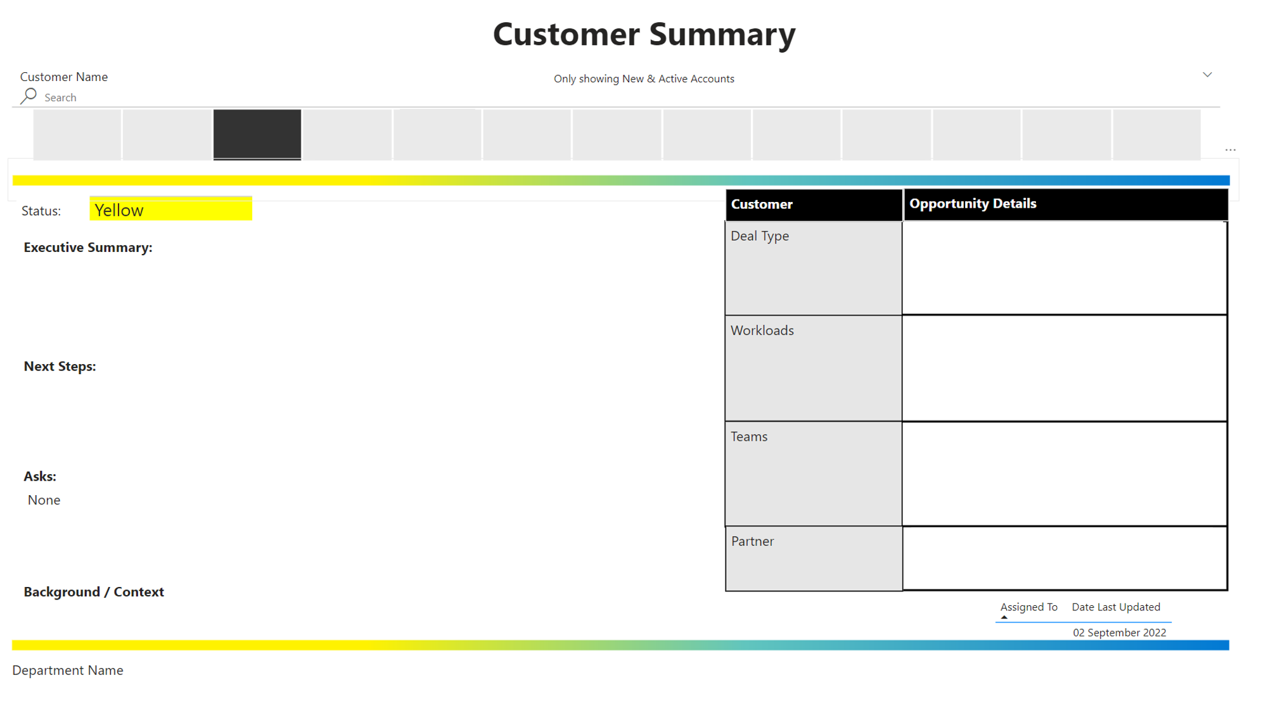 Customer Summary
Customer Name
Only showing New & Active Accounts
Search
Status:
Yellow
Executive Summary:
Next Steps:
Asks:
None
Background / Context
Customer
Opportunity Details
Deal Type
Workloads
Teams
Partner
Assigned To
Date Last Updated
02 September 2022
Department Name